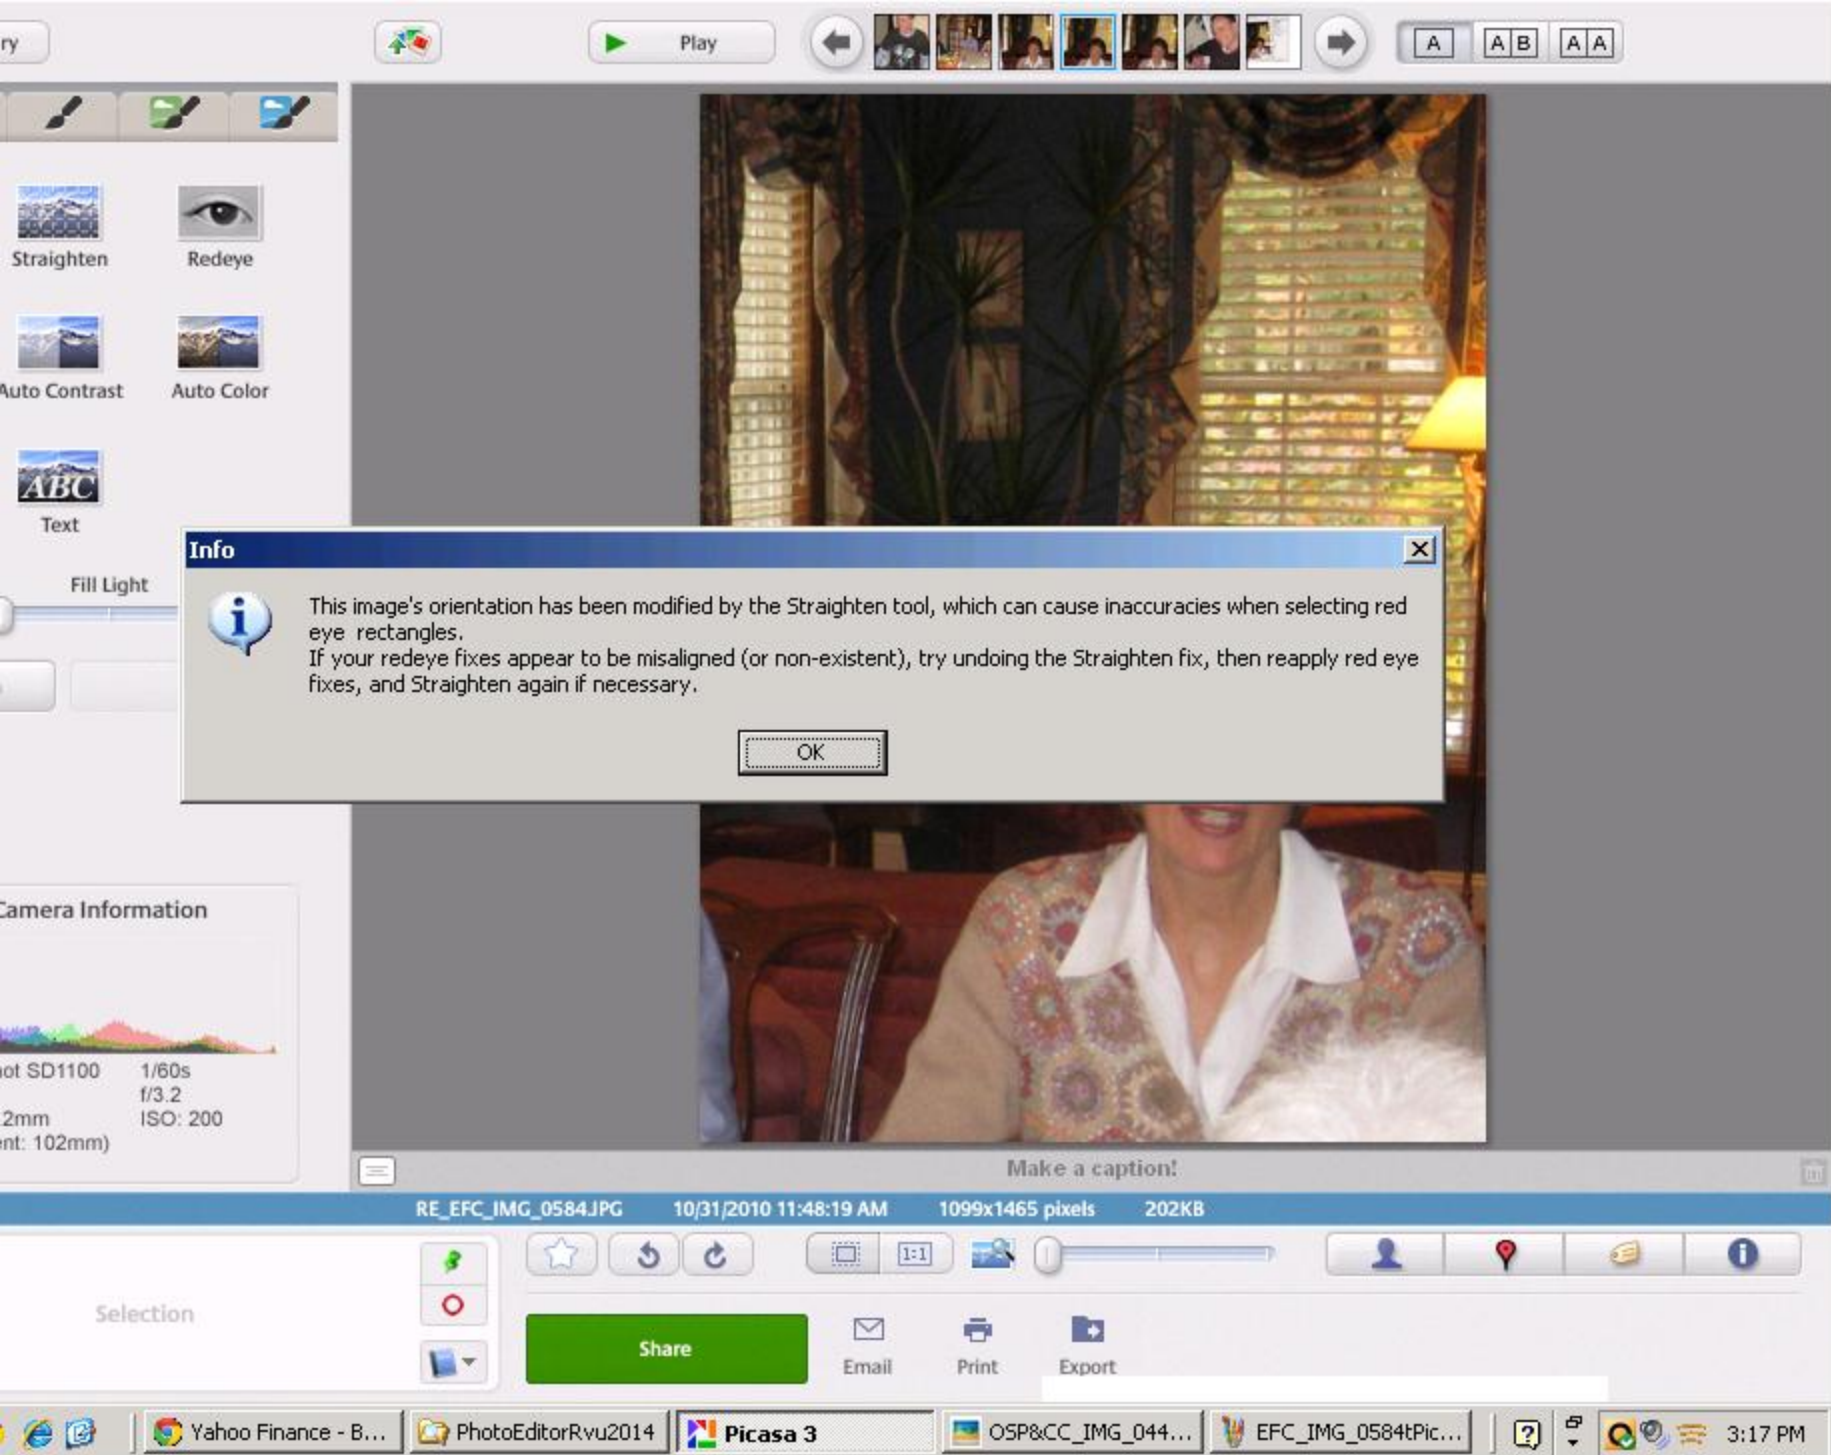 ry
Play
A
A B
A A
Straighten
Redeye
Auto Contrast
Auto Color
ABC
Text
Fill Light
Info
This image's orientation has been modified by the Straighten tool, which can cause inaccuracies when selecting red
eye rectangles.
If your redeye fixes appear to be misaligned (or non-existent), try undoing the Straighten fix, then reapply red eye
fixes, and Straighten again if necessary.
OK
Camera Information
ot SD1100
1/60s
f/3.2
.2mm
ISO: 200
ent: 102mm)
Make a caption!
RE_EFC_IMG_0584.JPG 10/31/2010 11:48:19 AM 1099x1465 pixels 202KB
1:1
Selection
Share
Email
Print
Export
Yahoo Finance - B...
PhotoEditorRvu2014
Picasa 3
OSP&CC_IMG_044...
EFC_IMG_0584tPic...
3:17 PM